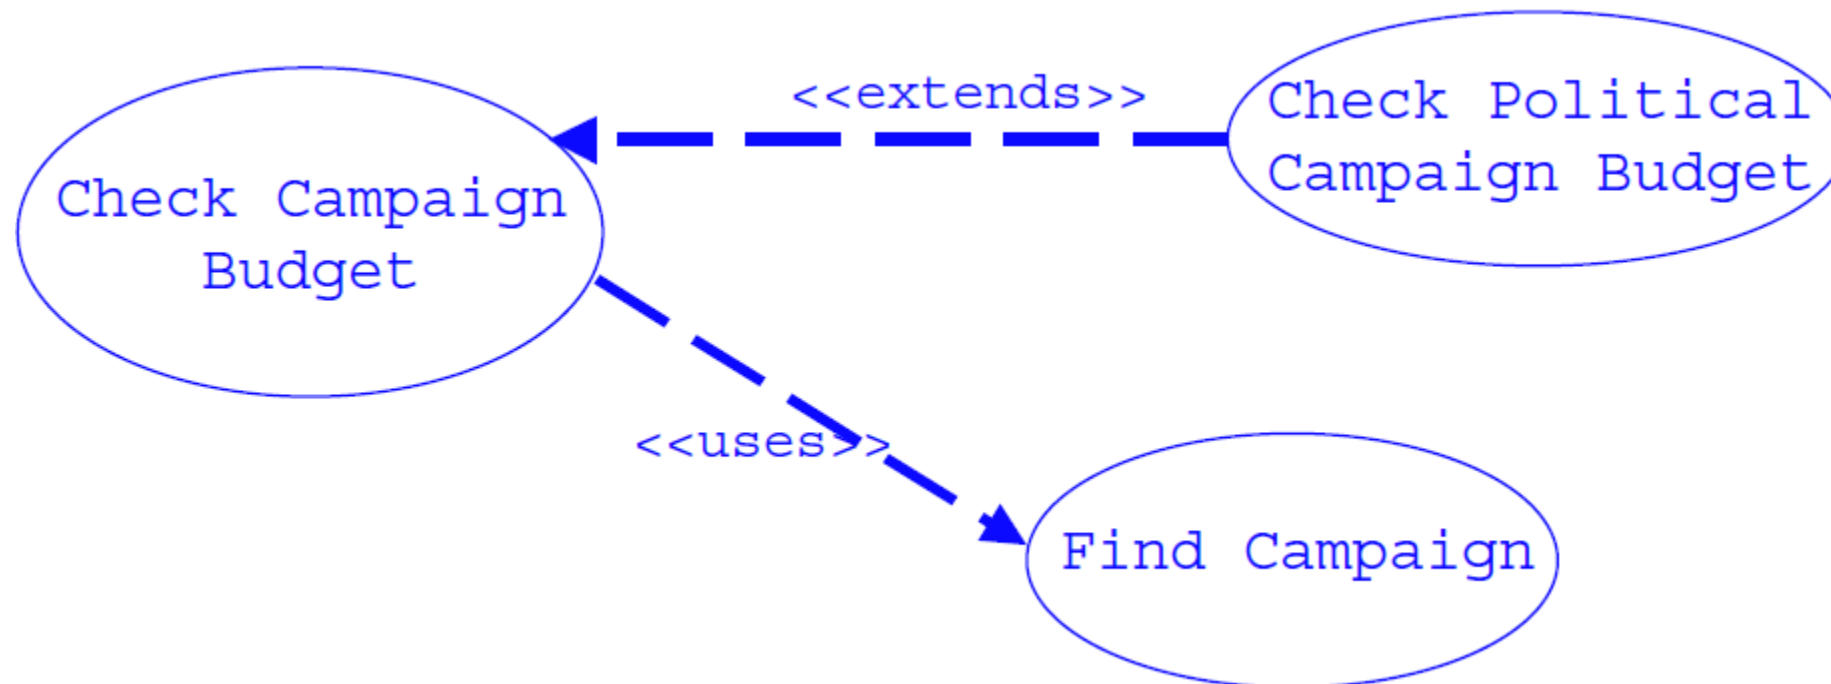 <<extends>>
Check Political
Campaign Budget
Check Campaign
Budget
<<uses>>
Find Campaign